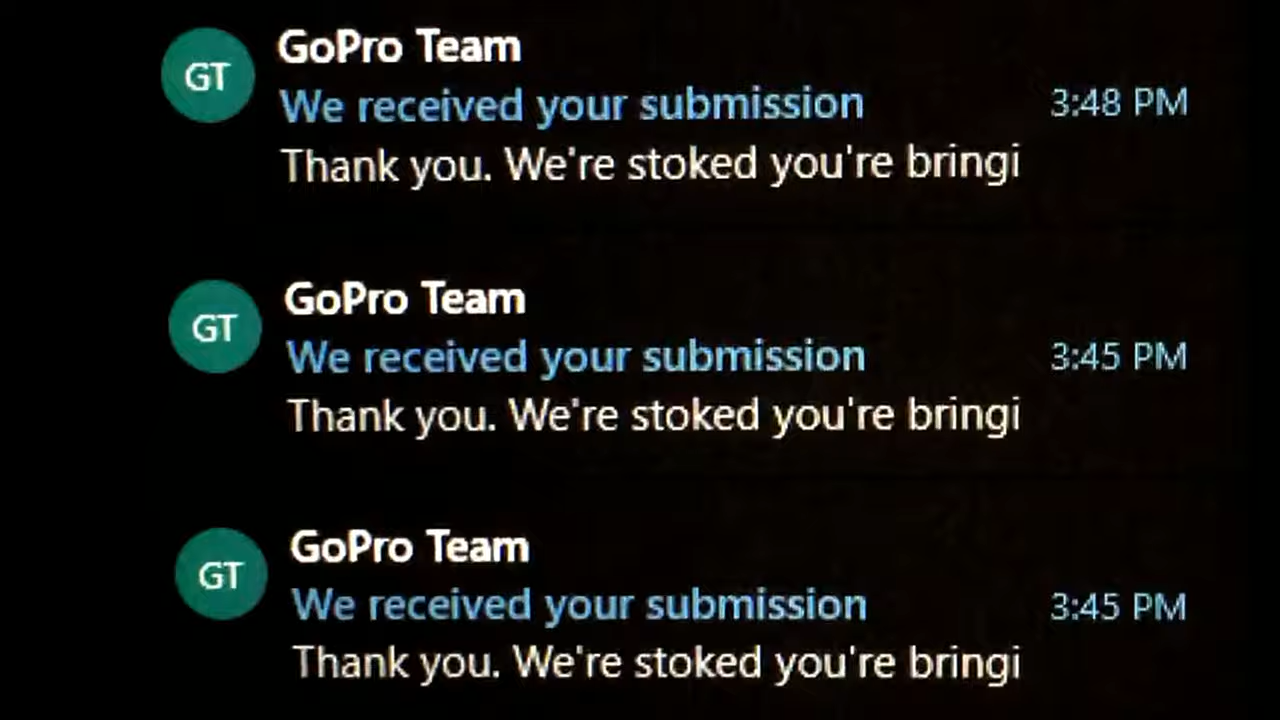 GT
GoPro Team
We received your submission
3:48 PM
Thank you. We're stoked you're bringi
GT
GoPro Team
We received your submission
3:45 PM
Thank you. We're stoked you're bringi
GT
GoPro Team
We received your submission
3:45 PM
Thank you. We're stoked you're bringi